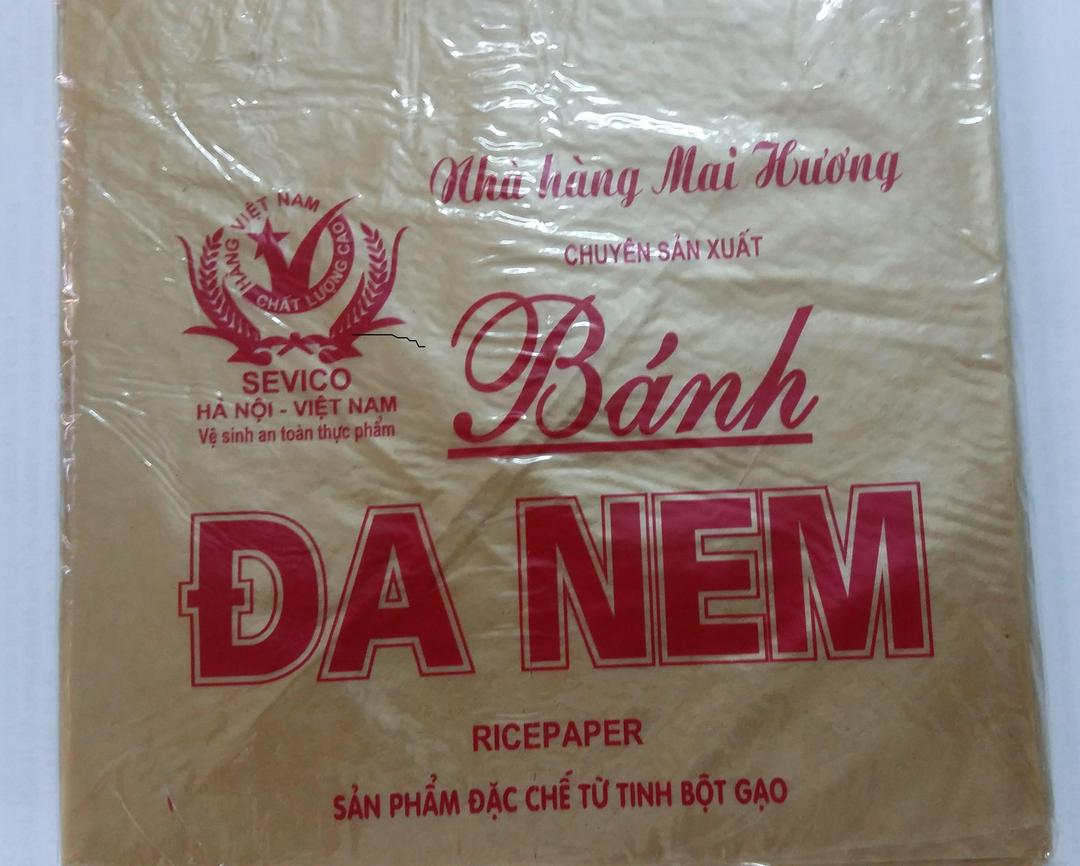 Nhà hàng Mai Hương
HÀNG VIỆT NAM
CHẤT LƯỢNG CAO
CHUYÊN SẢN XUẤT
SEVICO
HÀ NỘI - VIỆT NAM
Vệ sinh an toàn thực phẩm
Bánh
ĐA NEM
RICEPAPER
SẢN PHẨM ĐẶC CHẾ TỪ TINH BỘT GẠO